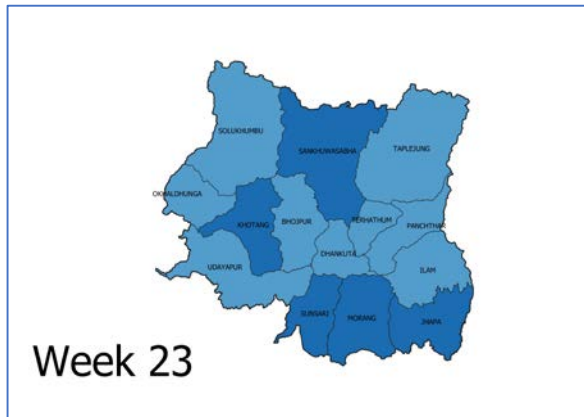 SOLUKHUMBU
SANKHUWASABHA
TAPLEJUNG
OKHALDHUNGA
KHOTANG
BHOJPUR
TERHATHUM
PANCHTHAR
DHANKUTA
UDAYAPUR
ILAM
SUNSARI
MORANG
JHAPA
Week 23